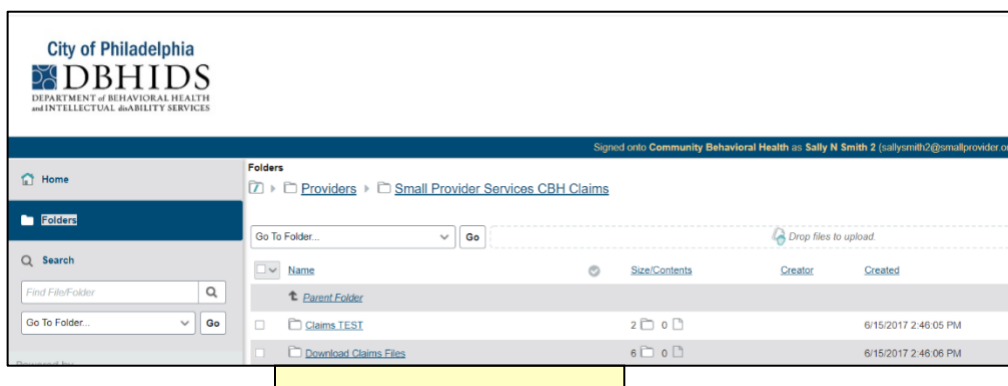 City of Philadelphia
DBHIDS
DEPARTMENT of BEHAVIORAL HEALTH
and INTELLECTUAL disABILITY SERVICES
Signed onto Community Behavioral Health as Sally N Smith 2 (sallysmith2@smallprovider.or
Home
Folders
Search
Find File/Folder
Go To Folder... Go
Powered by
Folders
Providers Small Provider Services CBH Claims
Go To Folder... Go Drop files to upload.
Name Size/Contents Creator Created
Parent Folder
Claims TEST 2 0 6/15/2017 2:46:05 PM
Download Claims Files 6 0 6/15/2017 2:46:06 PM